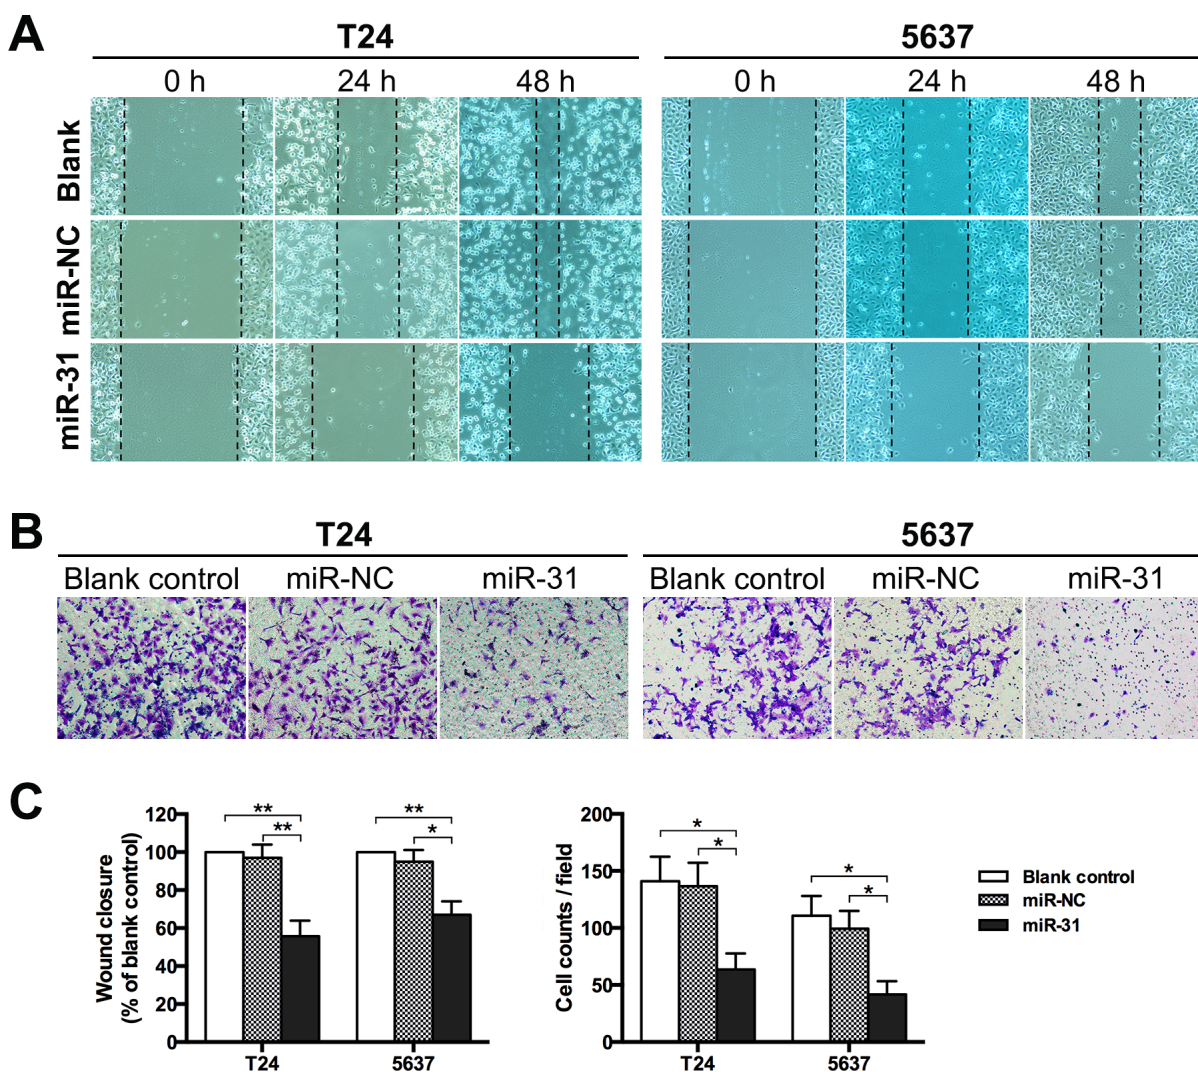 A
T24
5637
0 h 24 h 48 h
0 h 24 h 48 h
Blank
miR-NC
miR-31
B
T24
5637
Blank control miR-NC miR-31
Blank control miR-NC miR-31
C
Wound closure
(% of blank control)
120
100
80
60
40
20
0
** **
** *
T24 5637
Cell counts / field
200
150
100
50
0
* *
* *
T24 5637
Blank control
miR-NC
miR-31